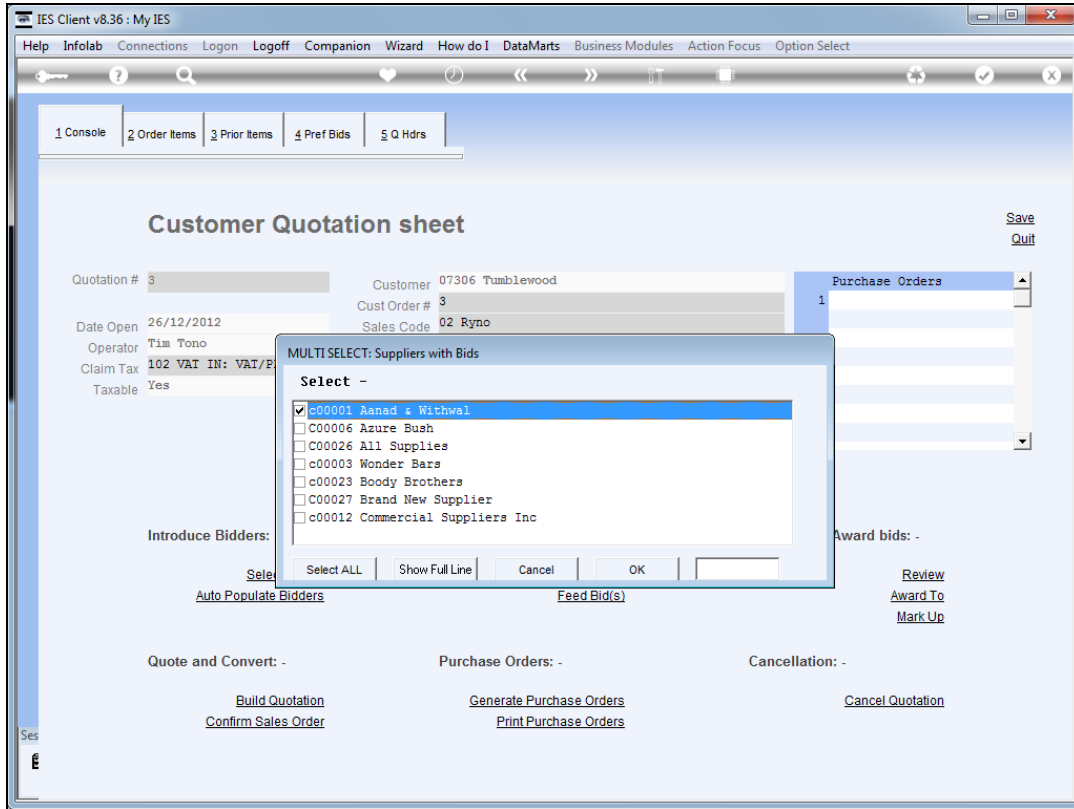 IES Client v8.36 : My IES
Help Infolab Connections Logon Logoff Companion Wizard How do I DataMarts Business Modules Action Focus Option Select
1 Console 2 Order Items 3 Prior Items 4 Pref Bids 5 Q Hdrs
Customer Quotation sheet
Save
Quit
Quotation # 3 Customer 07306 Tumblewood Purchase Orders
Cust Order # 3 1
Date Open 26/12/2012 Sales Code 02 Ryno
Operator Tim Tono
Claim Tax 102 VAT IN: VAT/P
Taxable Yes
MULTI SELECT: Suppliers with Bids
Select -
c00001 Aanad & Withwal
C00006 Azure Bush
C00026 All Supplies
c00003 Wonder Bars
c00023 Boody Brothers
C00027 Brand New Supplier
c00012 Commercial Suppliers Inc
Select ALL Show Full Line Cancel OK
Introduce Bidders: Award bids: -
Selec Review
Auto Populate Bidders Feed Bid(s) Award To
Mark Up
Quote and Convert: - Purchase Orders: - Cancellation: -
Build Quotation Generate Purchase Orders Cancel Quotation
Confirm Sales Order Print Purchase Orders
Ses